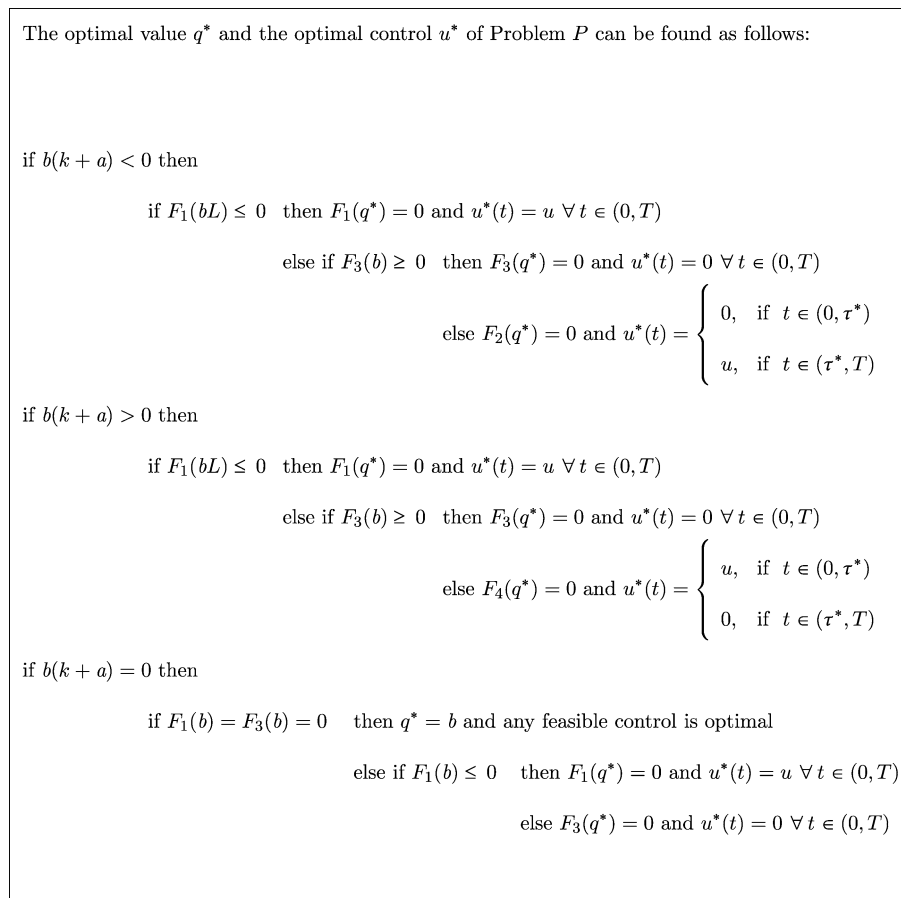 The optimal value q* and the optimal control u* of Problem P can be found as follows:
if b(k + a) < 0 then
if F₁(bL) ≤ 0 then F₁(q*) = 0 and u*(t) = u ∀ t ∈ (0, T)
else if F₃(b) ≥ 0 then F₃(q*) = 0 and u*(t) = 0 ∀ t ∈ (0, T)
else F₂(q*) = 0 and u*(t) = { 0, if t ∈ (0, τ*)
u, if t ∈ (τ*, T)
if b(k + a) > 0 then
if F₁(bL) ≤ 0 then F₁(q*) = 0 and u*(t) = u ∀ t ∈ (0, T)
else if F₃(b) ≥ 0 then F₃(q*) = 0 and u*(t) = 0 ∀ t ∈ (0, T)
else F₄(q*) = 0 and u*(t) = { u, if t ∈ (0, τ*)
0, if t ∈ (τ*, T)
if b(k + a) = 0 then
if F₁(b) = F₃(b) = 0 then q* = b and any feasible control is optimal
else if F₁(b) ≤ 0 then F₁(q*) = 0 and u*(t) = u ∀ t ∈ (0, T)
else F₃(q*) = 0 and u*(t) = 0 ∀ t ∈ (0, T)